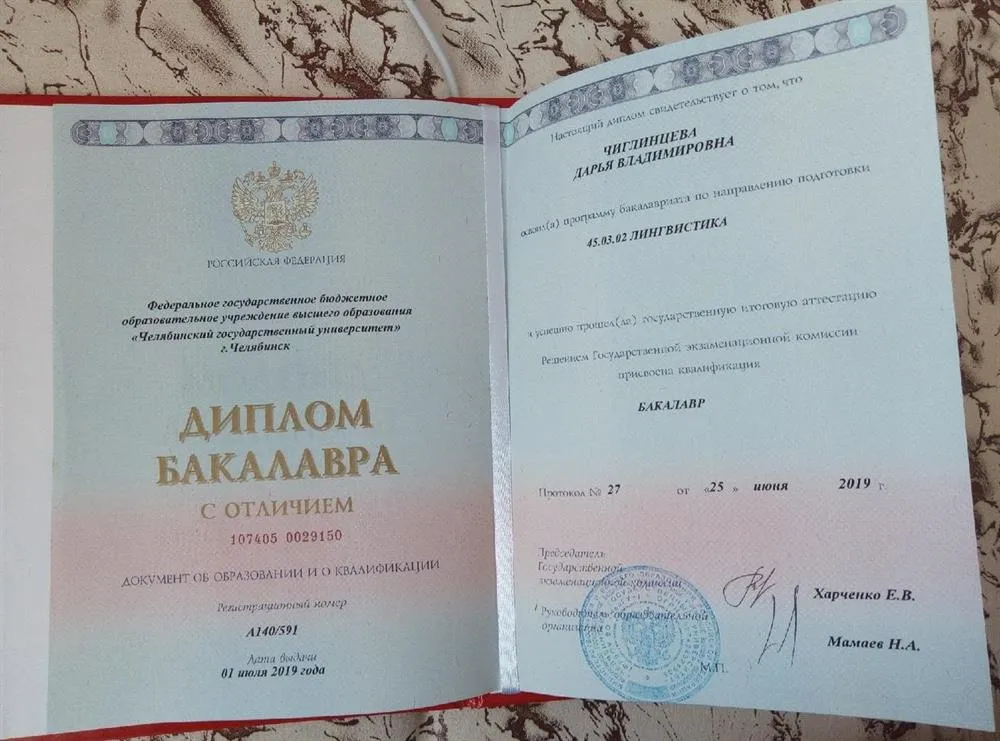 РОССИЙСКАЯ ФЕДЕРАЦИЯ
Федеральное государственное бюджетное
образовательное учреждение высшего образования
«Челябинский государственный университет»
г.Челябинск
ДИПЛОМ
БАКАЛАВРА
С ОТЛИЧИЕМ
107405 0029150
ДОКУМЕНТ ОБ ОБРАЗОВАНИИ И О КВАЛИФИКАЦИИ
Регистрационный номер
А140/591
Дата выдачи
01 июля 2019 года
Настоящий диплом свидетельствует о том, что
ЧИГЛИНЦЕВА
ДАРЬЯ ВЛАДИМИРОВНА
освоил(а) программу бакалавриата по направлению подготовки
45.03.02 ЛИНГВИСТИКА
и успешно прошел(ла) государственную итоговую аттестацию
Решением Государственной экзаменационной комиссии
присвоена квалификация
БАКАЛАВР
Протокол № 27 от «25 » июня 2019 г.
Председатель
Государственной
экзаменационной комиссии
Харченко Е.В.
Руководитель образовательной
организации
Мамаев Н.А.
М.П.